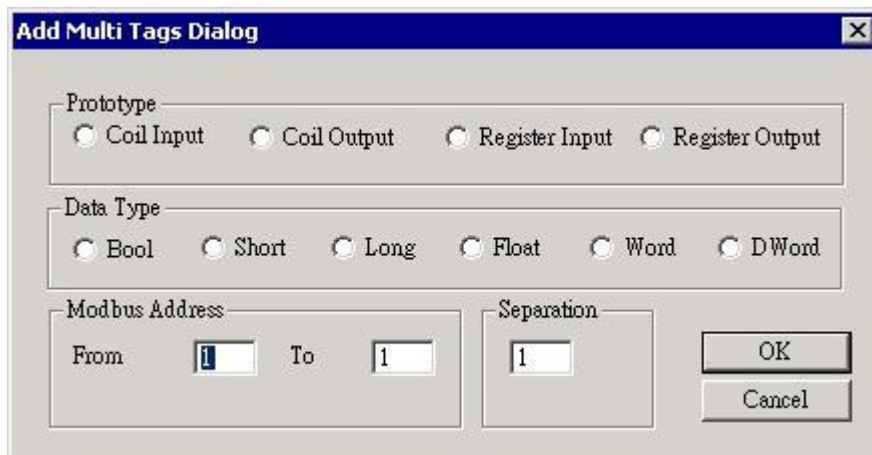 Add Multi Tags Dialog
Prototype
Coil Input Coil Output Register Input Register Output
Data Type
Bool Short Long Float Word DWord
Modbus Address Separation
From 1 To 1 1
OK
Cancel